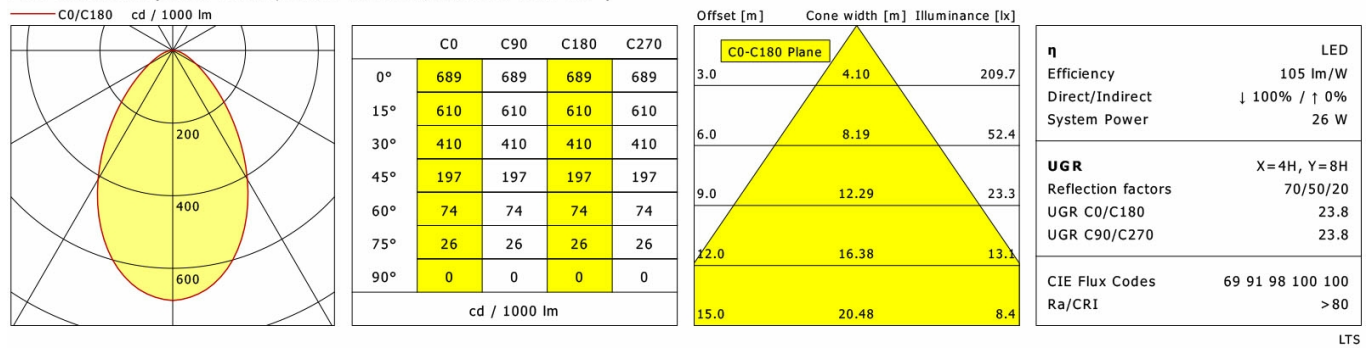 C0/C180 cd / 1000 lm
200
400
600
C0 C90 C180 C270
0° 689 689 689 689
15° 610 610 610 610
30° 410 410 410 410
45° 197 197 197 197
60° 74 74 74 74
75° 26 26 26 26
90° 0 0 0 0
cd / 1000 lm
Offset [m] Cone width [m] Illuminance [lx]
C0-C180 Plane
3.0 4.10 209.7
6.0 8.19 52.4
9.0 12.29 23.3
12.0 16.38 13.1
15.0 20.48 8.4
η LED
Efficiency 105 lm/W
Direct/Indirect ↓ 100% / ↑ 0%
System Power 26 W
UGR X=4H, Y=8H
Reflection factors 70/50/20
UGR C0/C180 23.8
UGR C90/C270 23.8
CIE Flux Codes 69 91 98 100 100
Ra/CRI >80
LTS